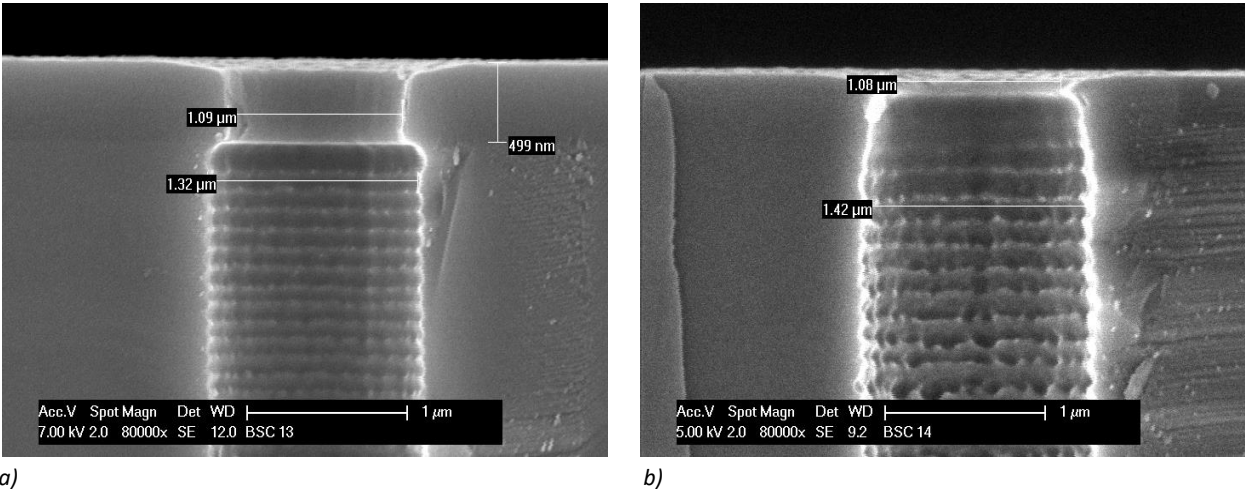 1.09 µm
499 nm
1.32 µm
Acc.V Spot Magn Det WD 1 µm
7.00 kV 2.0 80000x SE 12.0 BSC 13
a)
1.08 µm
1.42 µm
Acc.V Spot Magn Det WD 1 µm
5.00 kV 2.0 80000x SE 9.2 BSC 14
b)